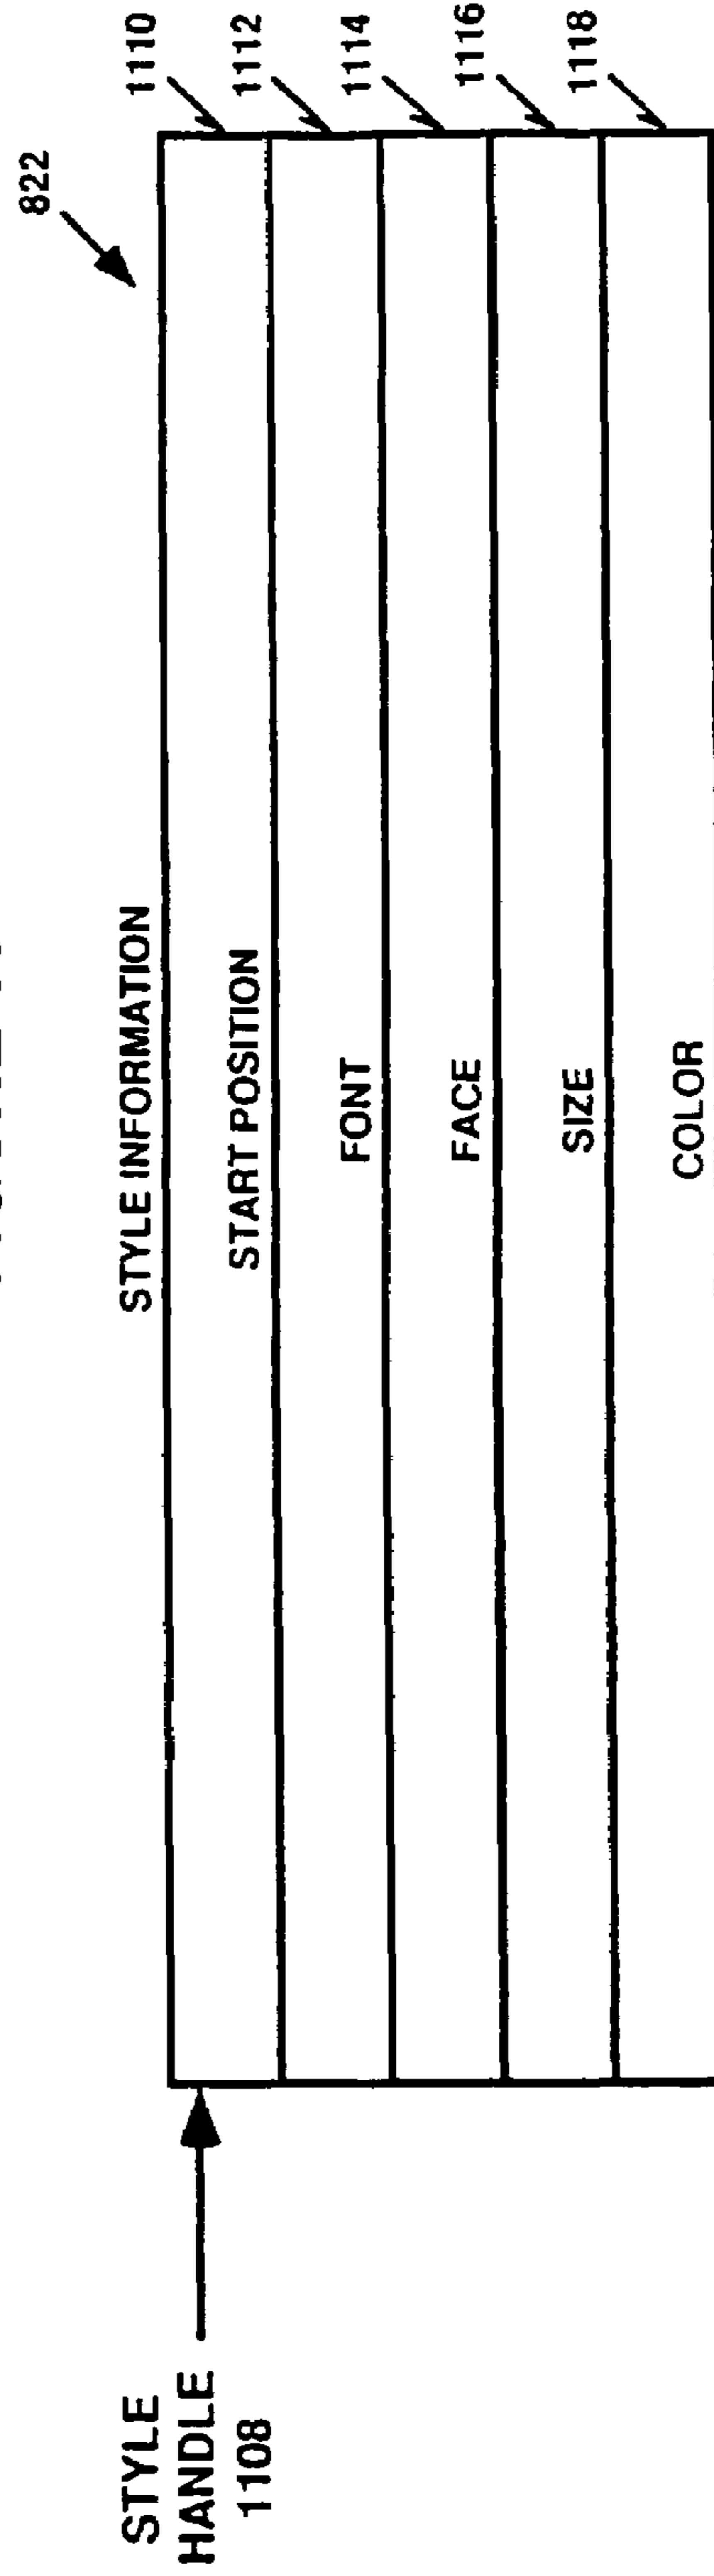 822
STYLE INFORMATION
STYLE
HANDLE
1108
START POSITION
1110
FONT
1112
FACE
1114
SIZE
1116
COLOR
1118